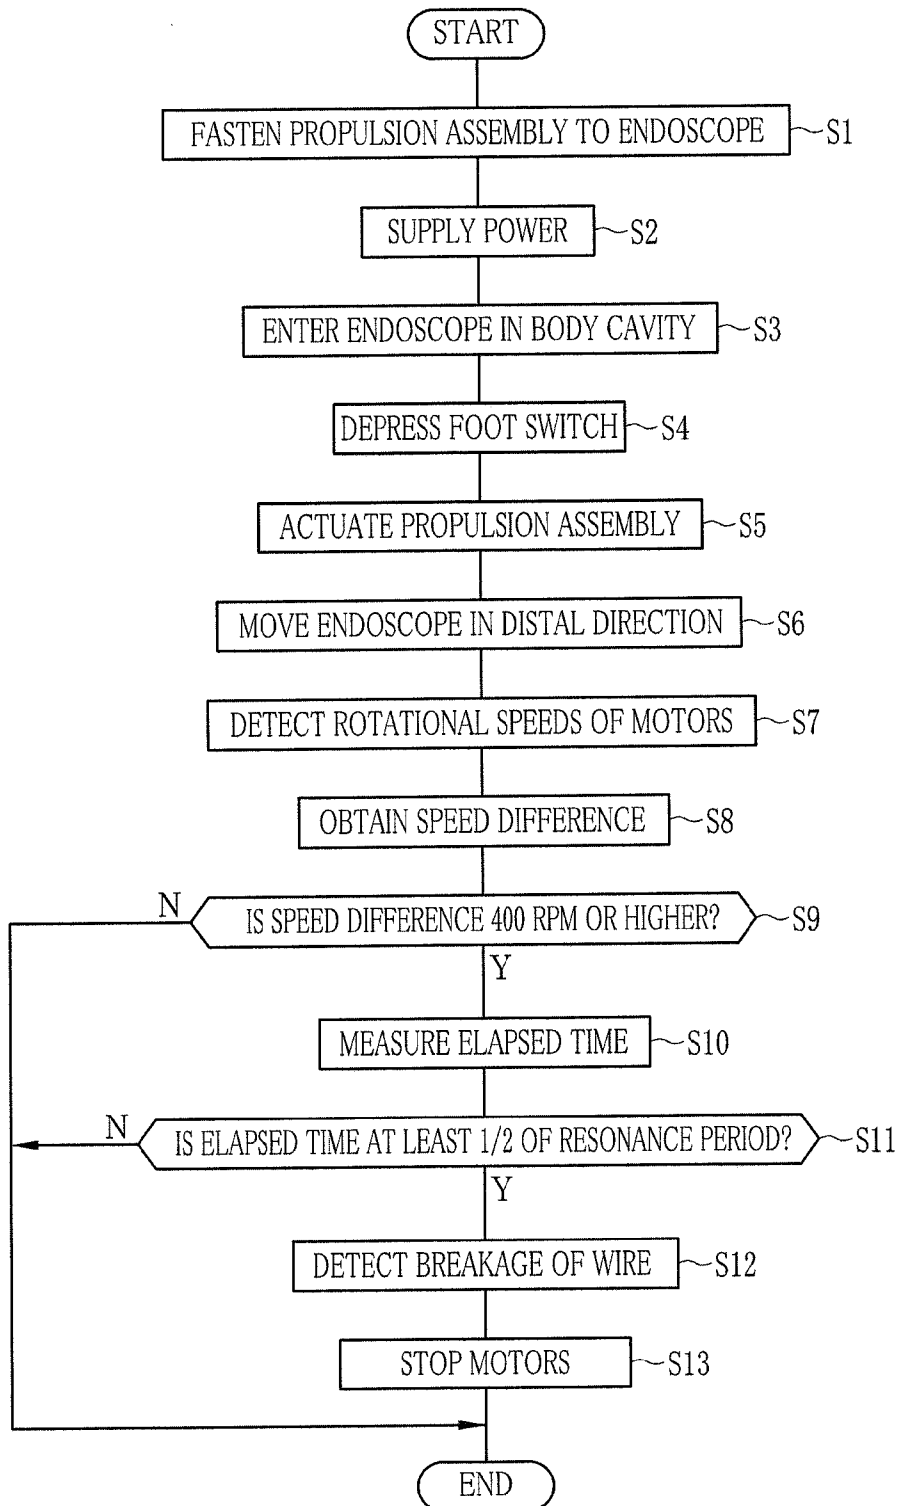 START
FASTEN PROPULSION ASSEMBLY TO ENDOSCOPE S1
SUPPLY POWER S2
ENTER ENDOSCOPE IN BODY CAVITY S3
DEPRESS FOOT SWITCH S4
ACTUATE PROPULSION ASSEMBLY S5
MOVE ENDOSCOPE IN DISTAL DIRECTION S6
DETECT ROTATIONAL SPEEDS OF MOTORS S7
OBTAIN SPEED DIFFERENCE S8
N
IS SPEED DIFFERENCE 400 RPM OR HIGHER? S9
Y
MEASURE ELAPSED TIME S10
N
IS ELAPSED TIME AT LEAST 1/2 OF RESONANCE PERIOD? S11
Y
DETECT BREAKAGE OF WIRE S12
STOP MOTORS S13
END